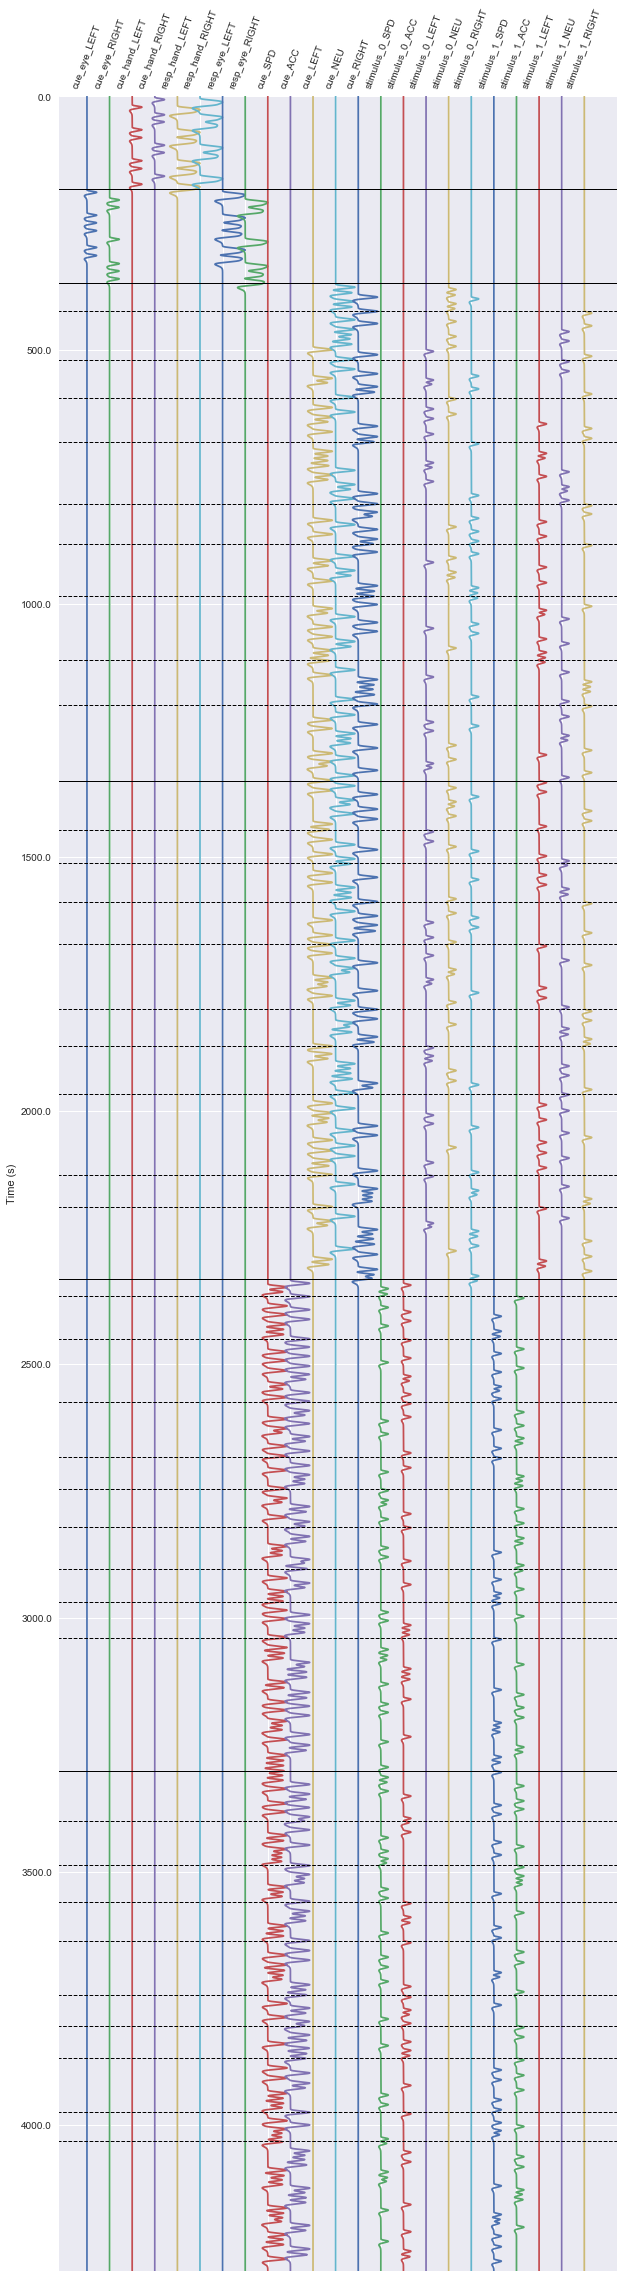 cue_eye_LEFT
cue_eye_RIGHT
cue_hand_LEFT
cue_hand_RIGHT
resp_hand_LEFT
resp_hand_RIGHT
resp_eye_LEFT
resp_eye_RIGHT
cue_SPD
cue_ACC
cue_LEFT
cue_NEU
cue_RIGHT
stimulus_0_SPD
stimulus_0_ACC
stimulus_0_LEFT
stimulus_0_NEU
stimulus_0_RIGHT
stimulus_1_SPD
stimulus_1_ACC
stimulus_1_LEFT
stimulus_1_NEU
stimulus_1_RIGHT
0.0
500.0
1000.0
1500.0
2000.0
Time (s)
2500.0
3000.0
3500.0
4000.0